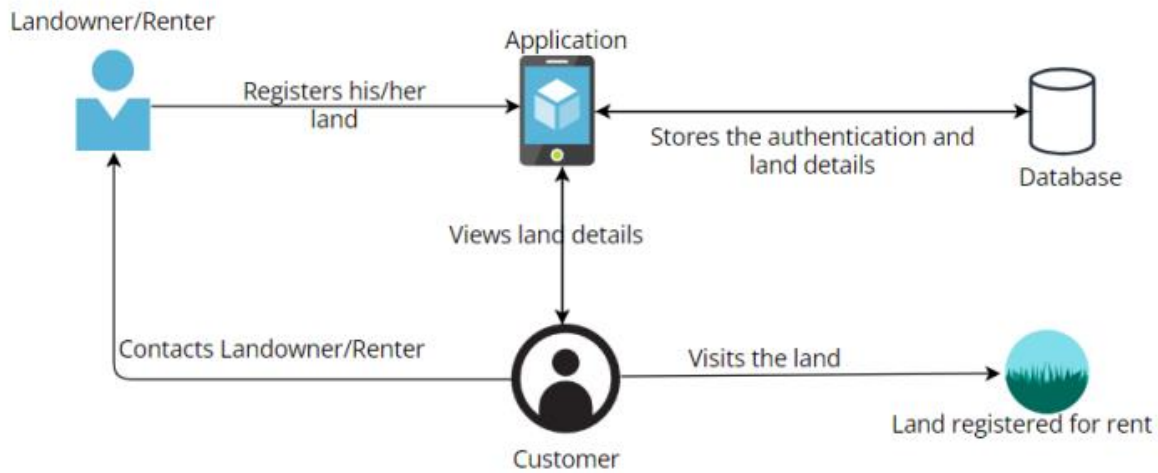 Landowner/Renter
Application
Registers his/her
land
Stores the authentication and
land details
Database
Views land details
Contacts Landowner/Renter
Visits the land
Land registered for rent
Customer